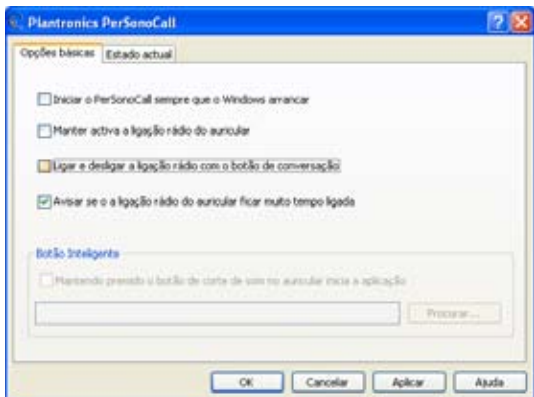 Plantronics PerSonoCall
Opções básicas Estado actual
Iniciar o PerSonoCall sempre que o Windows arrancar
Manter activa a ligação rádio do auricular
Ligar e desligar a ligação rádio com o botão de conversação
Avisar se o a ligação rádio do auricular ficar muito tempo ligada
Botão Inteligente
Mantendo premido o botão de corte de som no auricular inicia a aplicação
Procurar...
OK Cancelar Aplicar Ajuda